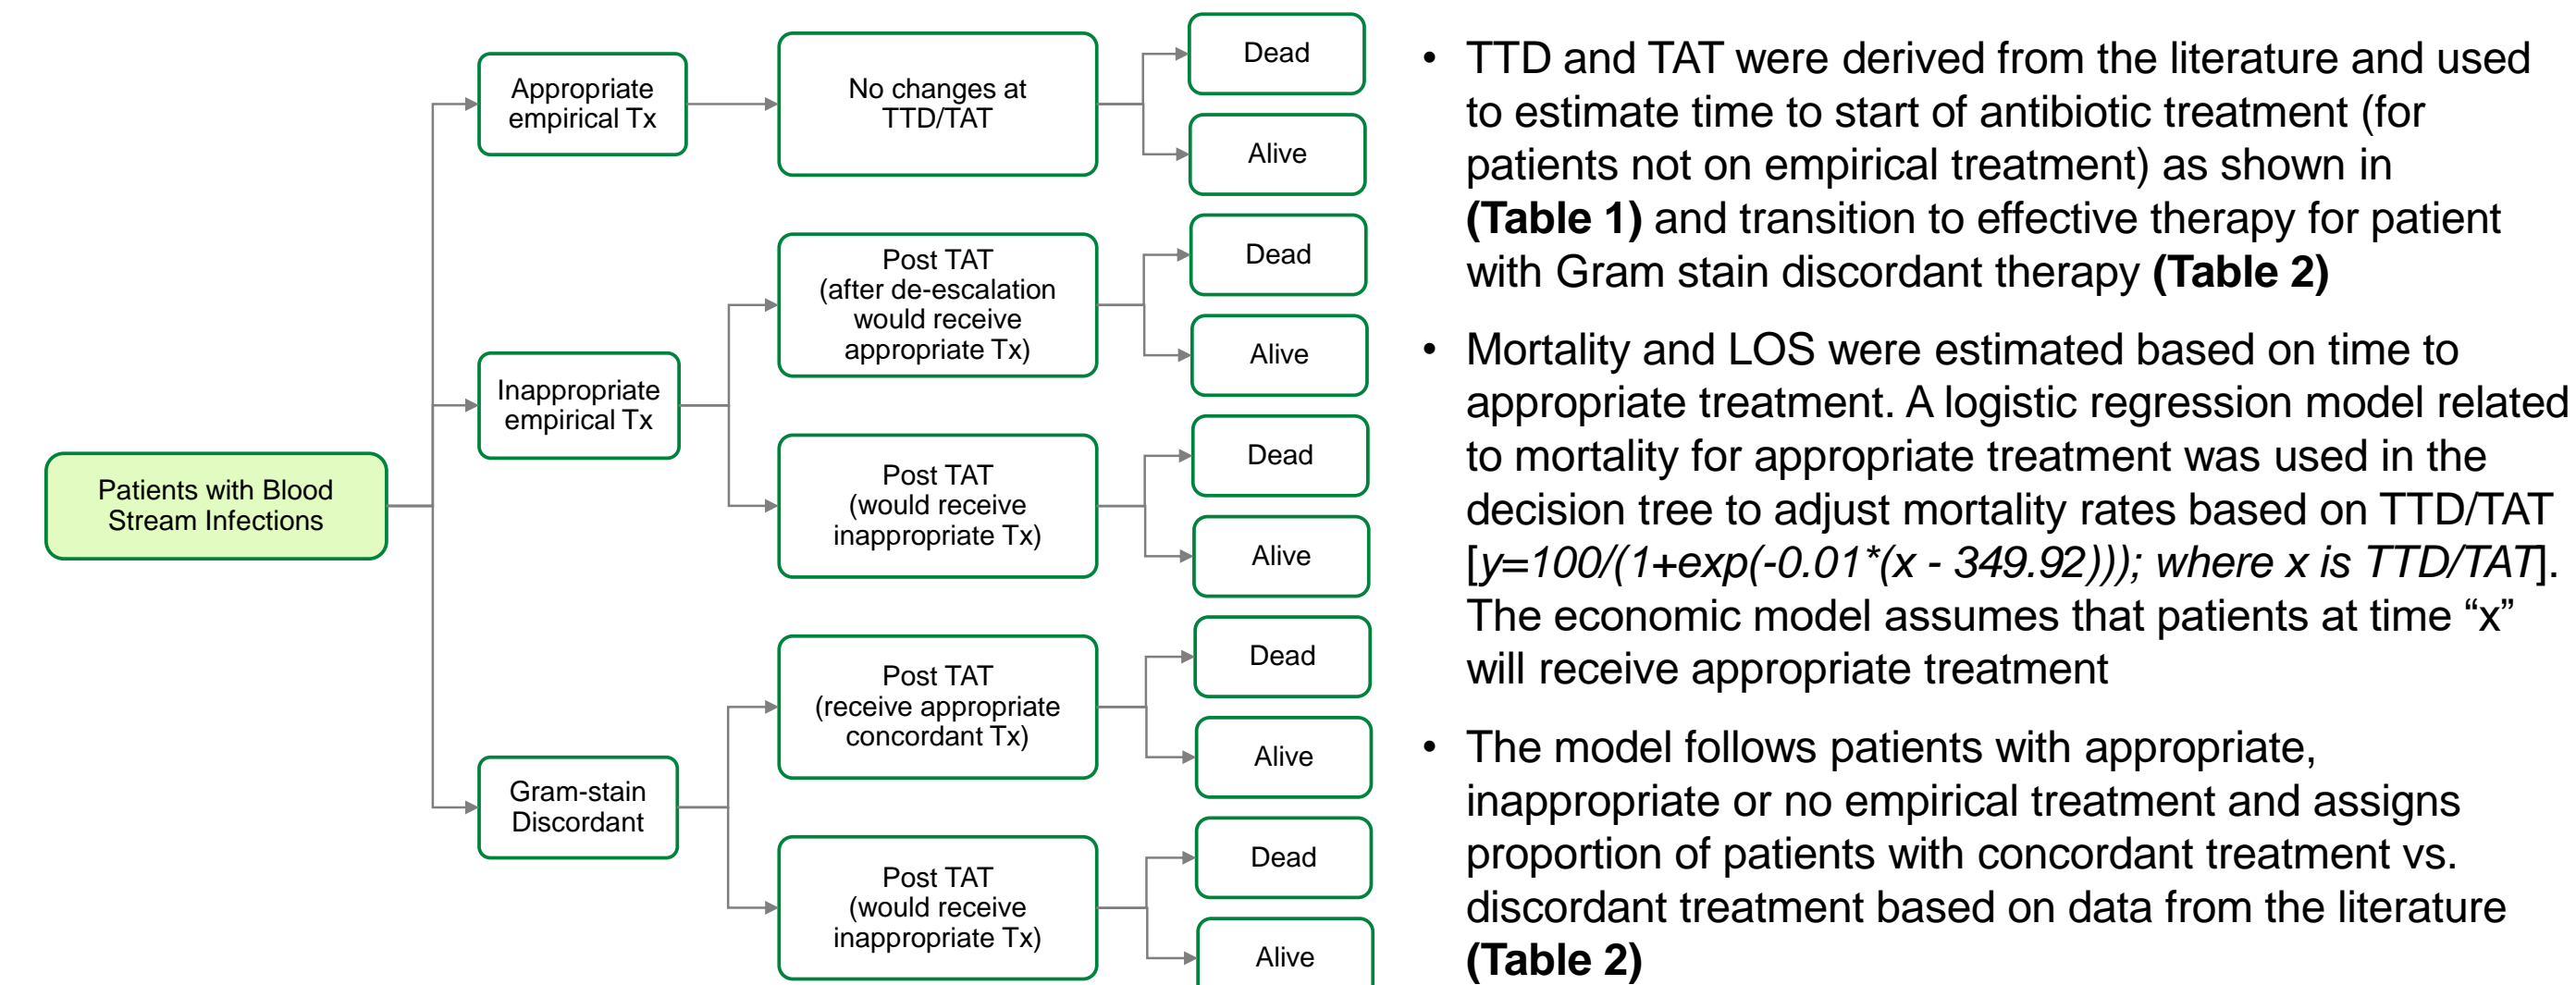 Patients with Blood
Stream Infections
Appropriate
empirical Tx
No changes at
TTD/TAT
Dead
Alive
Inappropriate
empirical Tx
Post TAT
(after de-escalation
would receive
appropriate Tx)
Dead
Alive
Post TAT
(would receive
inappropriate Tx)
Dead
Alive
Gram-stain
Discordant
Post TAT
(receive appropriate
concordant Tx)
Dead
Alive
Post TAT
(would receive
inappropriate Tx)
Dead
Alive
• TTD and TAT were derived from the literature and used
to estimate time to start of antibiotic treatment (for
patients not on empirical treatment) as shown in
(Table 1) and transition to effective therapy for patient
with Gram stain discordant therapy (Table 2)
• Mortality and LOS were estimated based on time to
appropriate treatment. A logistic regression model related
to mortality for appropriate treatment was used in the
decision tree to adjust mortality rates based on TTD/TAT
[y=100/(1+exp(-0.01*(x - 349.92))); where x is TTD/TAT].
The economic model assumes that patients at time “x”
will receive appropriate treatment
• The model follows patients with appropriate,
inappropriate or no empirical treatment and assigns
proportion of patients with concordant treatment vs.
discordant treatment based on data from the literature
(Table 2)